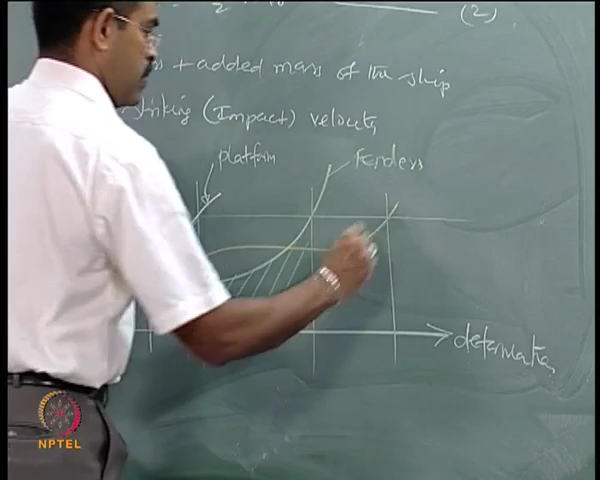 (2)
+ added mass of the ship
striking (Impact) velocity
platform
Fenders
deformation
NPTEL